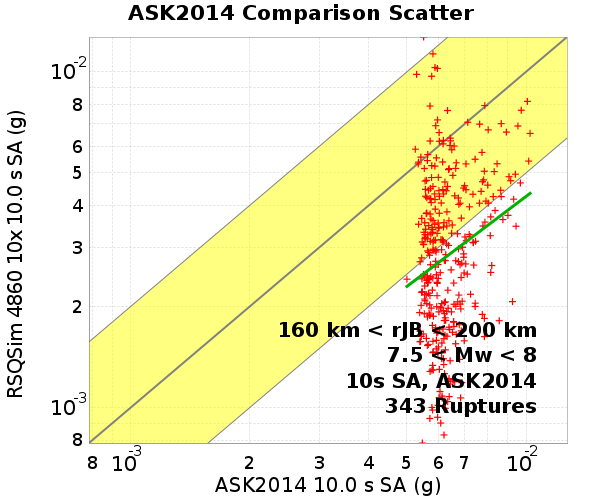 ASK2014 Comparison Scatter
RSQSim 4860 10x 10.0 s SA (g)
10-2
8
6
5
4
3
2
10-3
8
160 km < rJB < 200 km
7.5 < Mw < 8
10s SA, ASK2014
343 Ruptures
8 10-3 2 3 4 5 6 7 10-2
ASK2014 10.0 s SA (g)